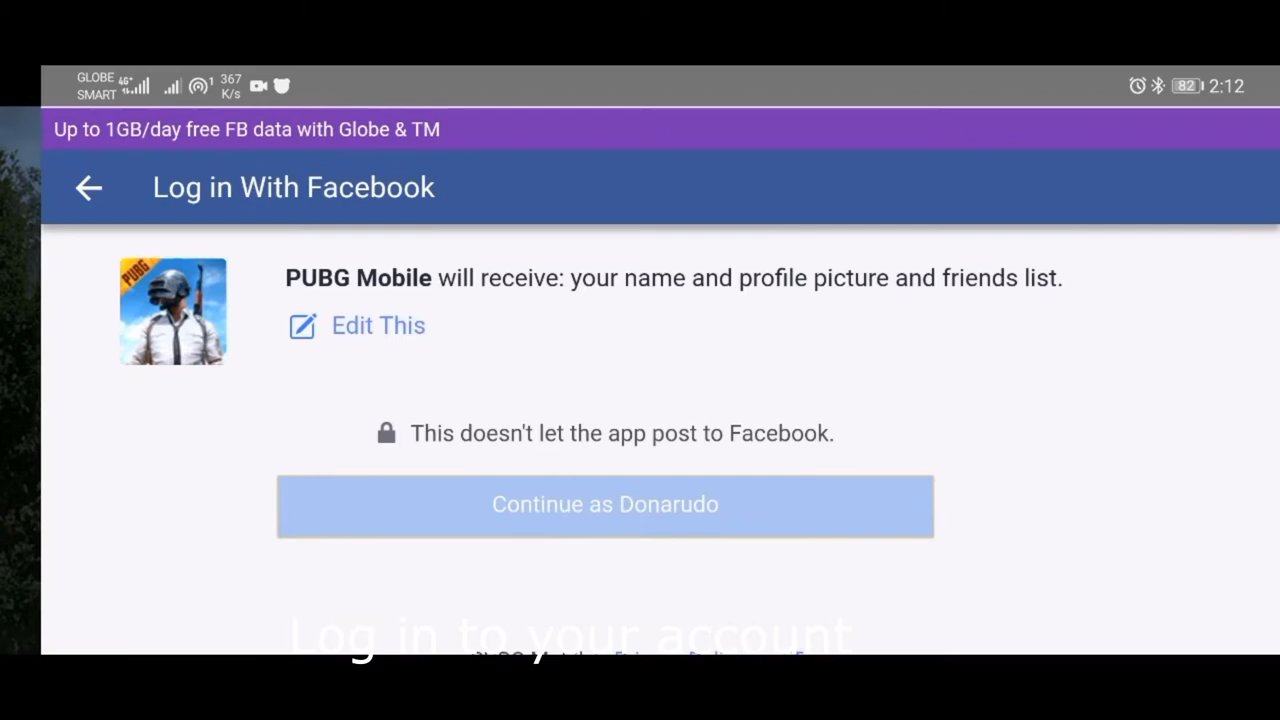 GLOBE 4G+ 1 367
SMART K/s 82 2:12
Up to 1GB/day free FB data with Globe & TM
Log in With Facebook
PUBG
PUBG Mobile will receive: your name and profile picture and friends list.
Edit This
This doesn't let the app post to Facebook.
Continue as Donarudo
Log in to your account